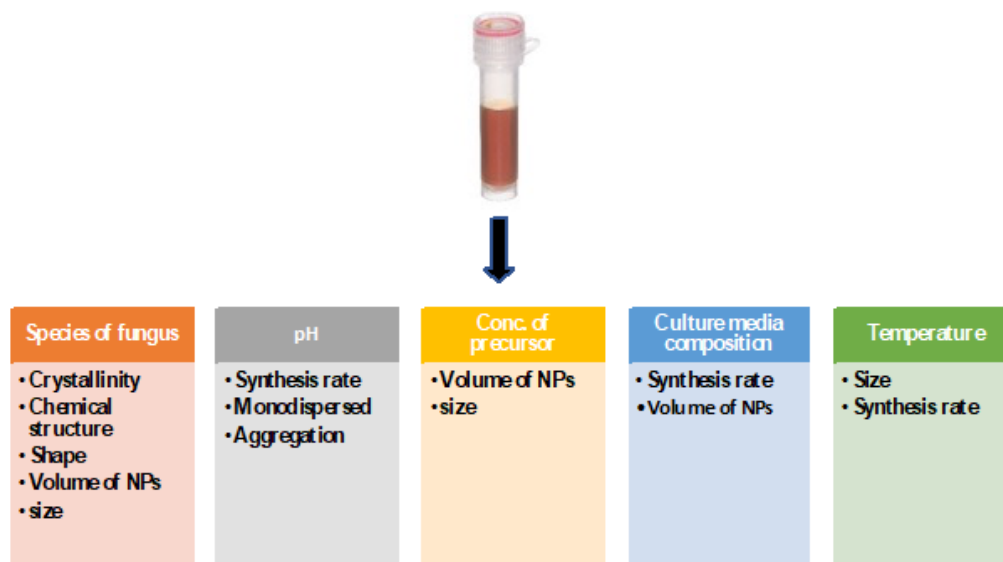 Species of fungus
• Crystallinity
• Chemical
structure
• Shape
• Volume of NPs
• size
pH
• Synthesis rate
• Monodispersed
• Aggregation
Conc. of
precursor
• Volume of NPs
• size
Culture media
composition
• Synthesis rate
• Volume of NPs
Temperature
• Size
• Synthesis rate